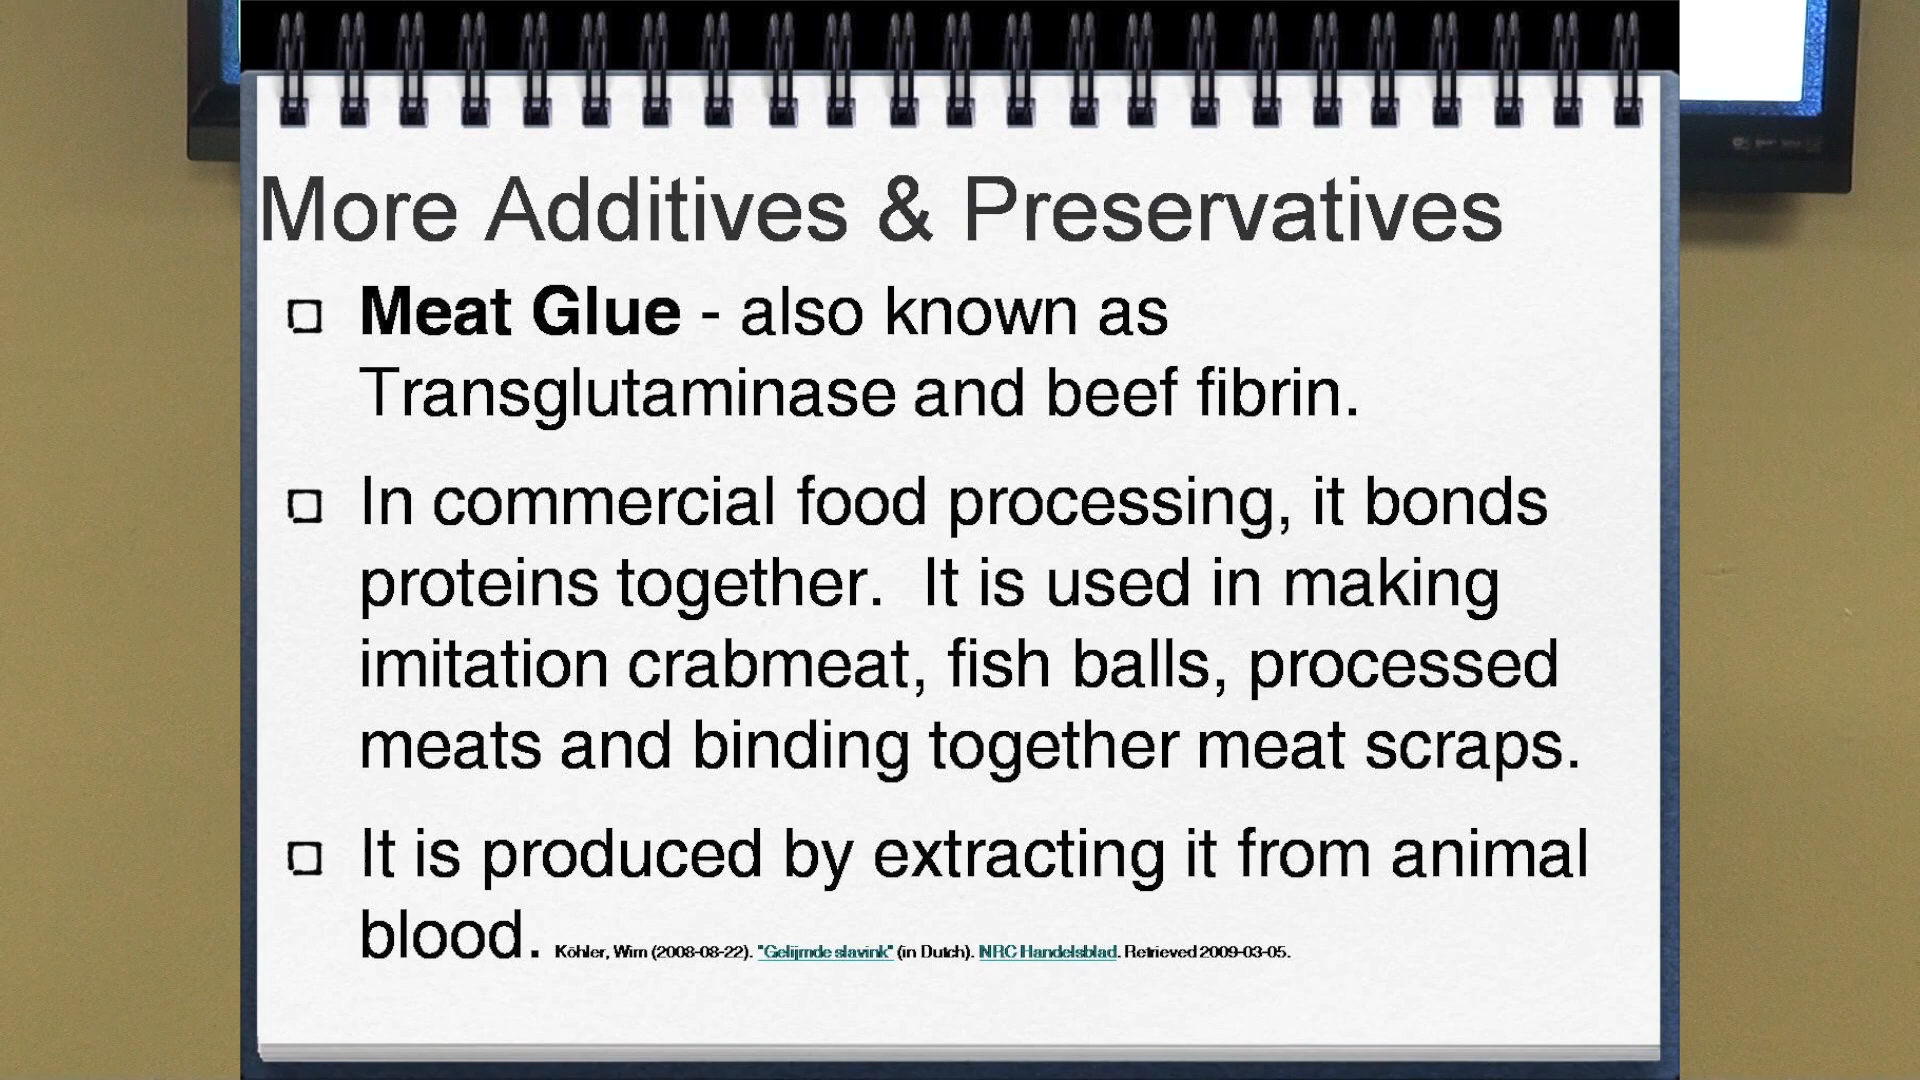 More Additives & Preservatives
Meat Glue - also known as
Transglutaminase and beef fibrin.
In commercial food processing, it bonds
proteins together. It is used in making
imitation crabmeat, fish balls, processed
meats and binding together meat scraps.
It is produced by extracting it from animal
blood. Köhler, Wim (2008-08-22). "Gelijmde slavink" (in Dutch). NRC Handelsblad. Retrieved 2009-03-05.